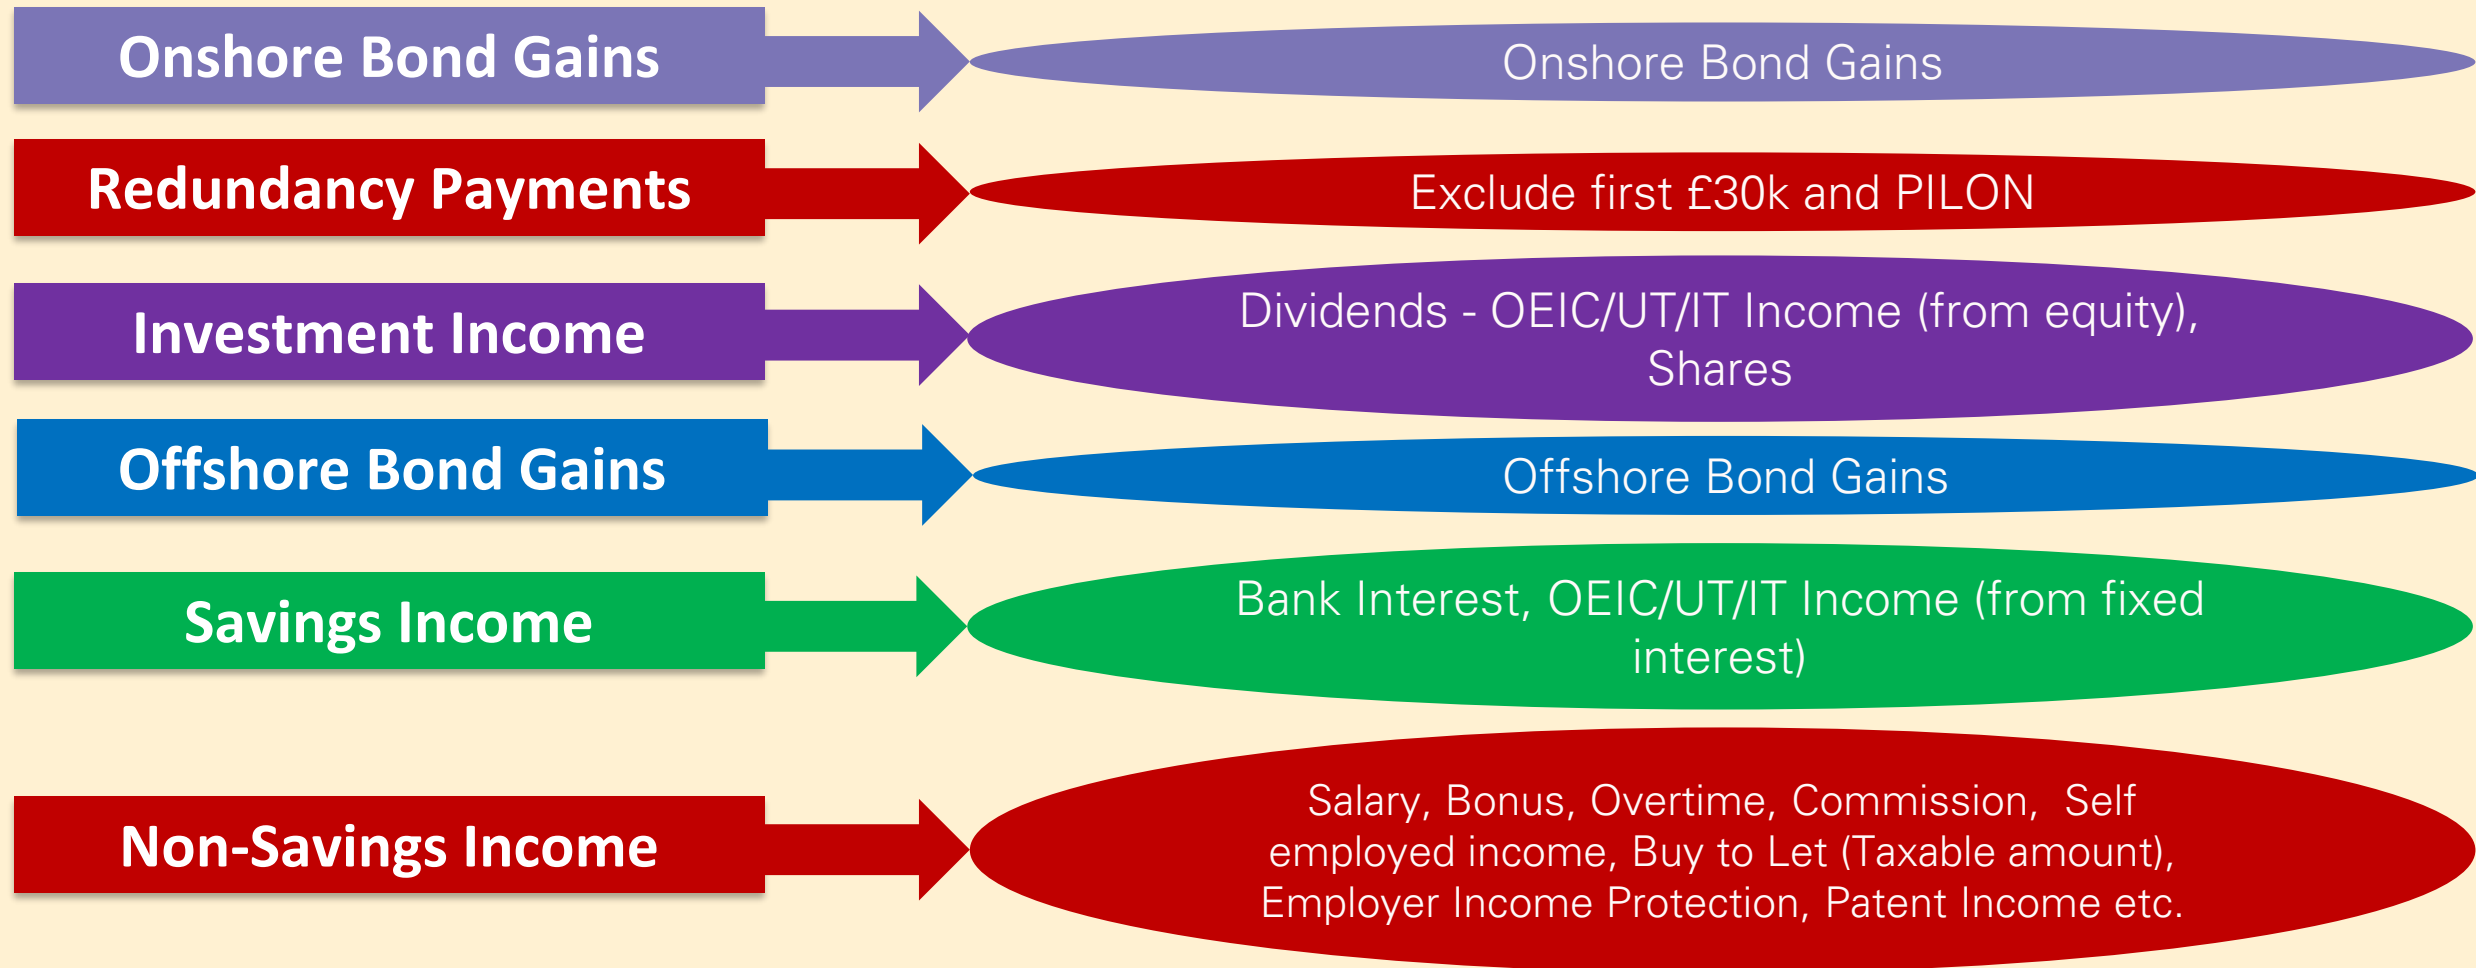 Onshore Bond Gains
Onshore Bond Gains
Redundancy Payments
Exclude first £30k and PILON
Investment Income
Dividends - OEIC/UT/IT Income (from equity),
Shares
Offshore Bond Gains
Offshore Bond Gains
Savings Income
Bank Interest, OEIC/UT/IT Income (from fixed
interest)
Non-Savings Income
Salary, Bonus, Overtime, Commission, Self
employed income, Buy to Let (Taxable amount),
Employer Income Protection, Patent Income etc.